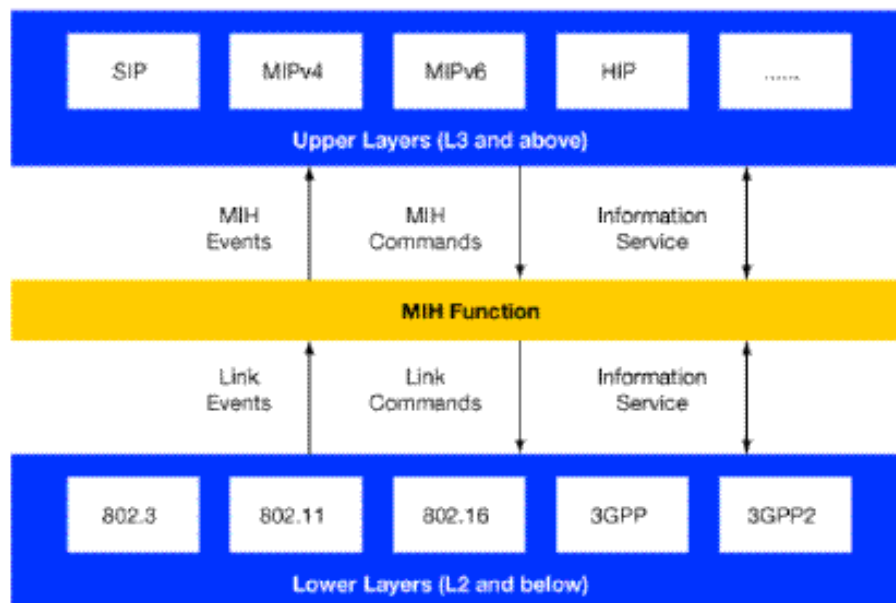 SIP
MIPv4
MIPv6
HIP
......
Upper Layers (L3 and above)
MIH
Events
MIH
Commands
Information
Service
MIH Function
Link
Events
Link
Commands
Information
Service
802.3
802.11
802.16
3GPP
3GPP2
Lower Layers (L2 and below)